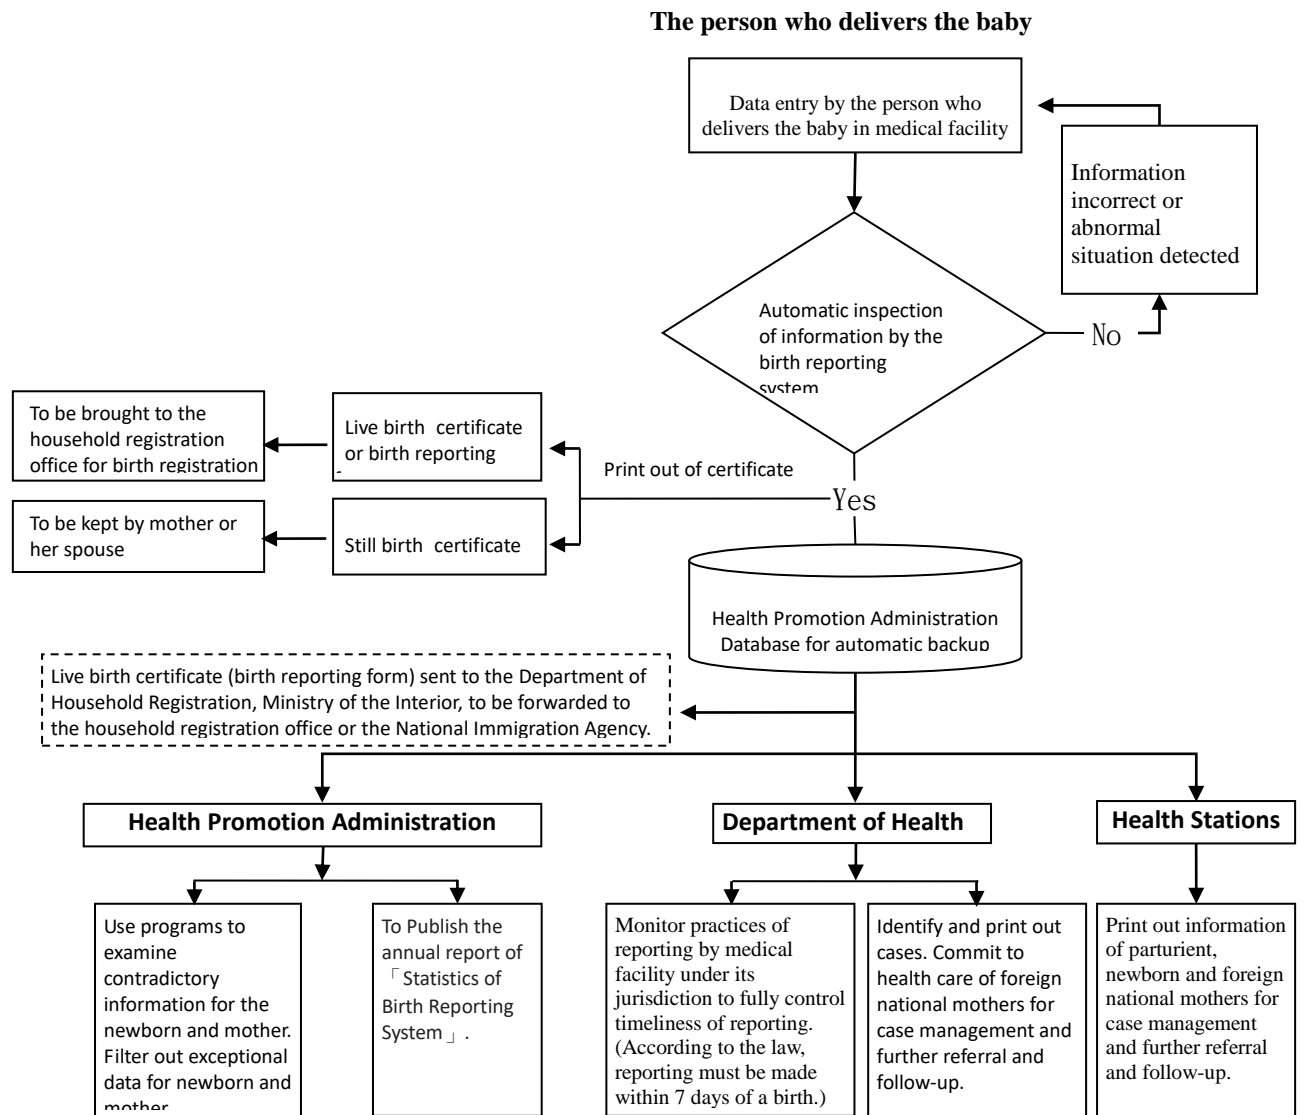 The person who delivers the baby
Data entry by the person who
delivers the baby in medical facility
Information
incorrect or
abnormal
situation detected
Automatic inspection
of information by the
birth reporting
system
No
To be brought to the
household registration
office for birth registration
Live birth certificate
or birth reporting
Print out of certificate
Yes
To be kept by mother or
her spouse
Still birth certificate
Health Promotion Administration
Database for automatic backup
Live birth certificate (birth reporting form) sent to the Department of
Household Registration, Ministry of the Interior, to be forwarded to
the household registration office or the National Immigration Agency.
Health Promotion Administration
Department of Health
Health Stations
Use programs to
examine
contradictory
information for the
newborn and mother.
Filter out exceptional
data for newborn and
mother
To Publish the
annual report of
「Statistics of
Birth Reporting
System」.
Monitor practices of
reporting by medical
facility under its
jurisdiction to fully control
timeliness of reporting.
(According to the law,
reporting must be made
within 7 days of a birth.)
Identify and print out
cases. Commit to
health care of foreign
national mothers for
case management and
further referral and
follow-up.
Print out information
of parturient,
newborn and foreign
national mothers for
case management
and further referral
and follow-up.